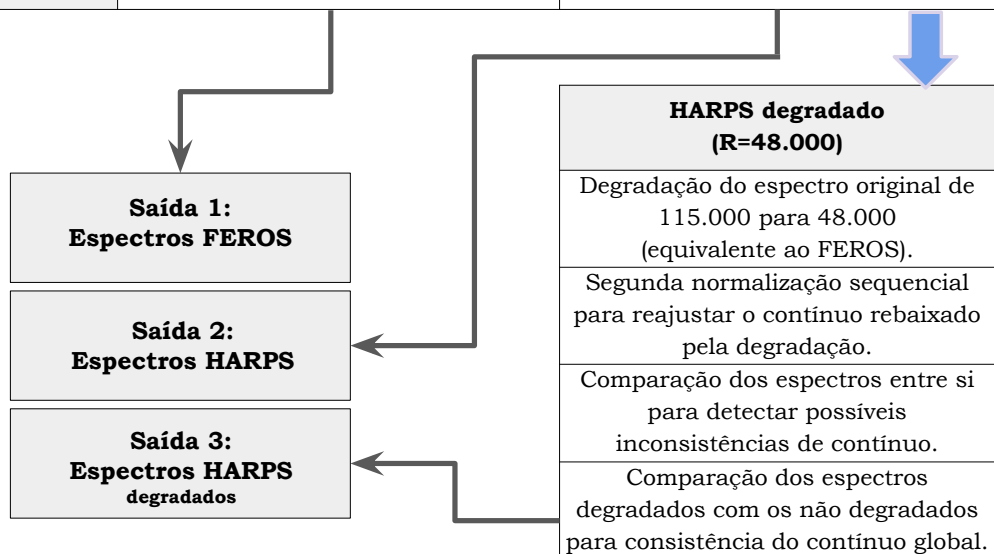 HARPS degradado
(R=48.000)
Degradação do espectro original de
115.000 para 48.000
(equivalente ao FEROS).
Segunda normalização sequencial
para reajustar o contínuo rebaixado
pela degradação.
Comparação dos espectros entre si
para detectar possíveis
inconsistências de contínuo.
Comparação dos espectros
degradados com os não degradados
para consistência do contínuo global.
Saída 1:
Espectros FEROS
Saída 2:
Espectros HARPS
Saída 3:
Espectros HARPS
degradados